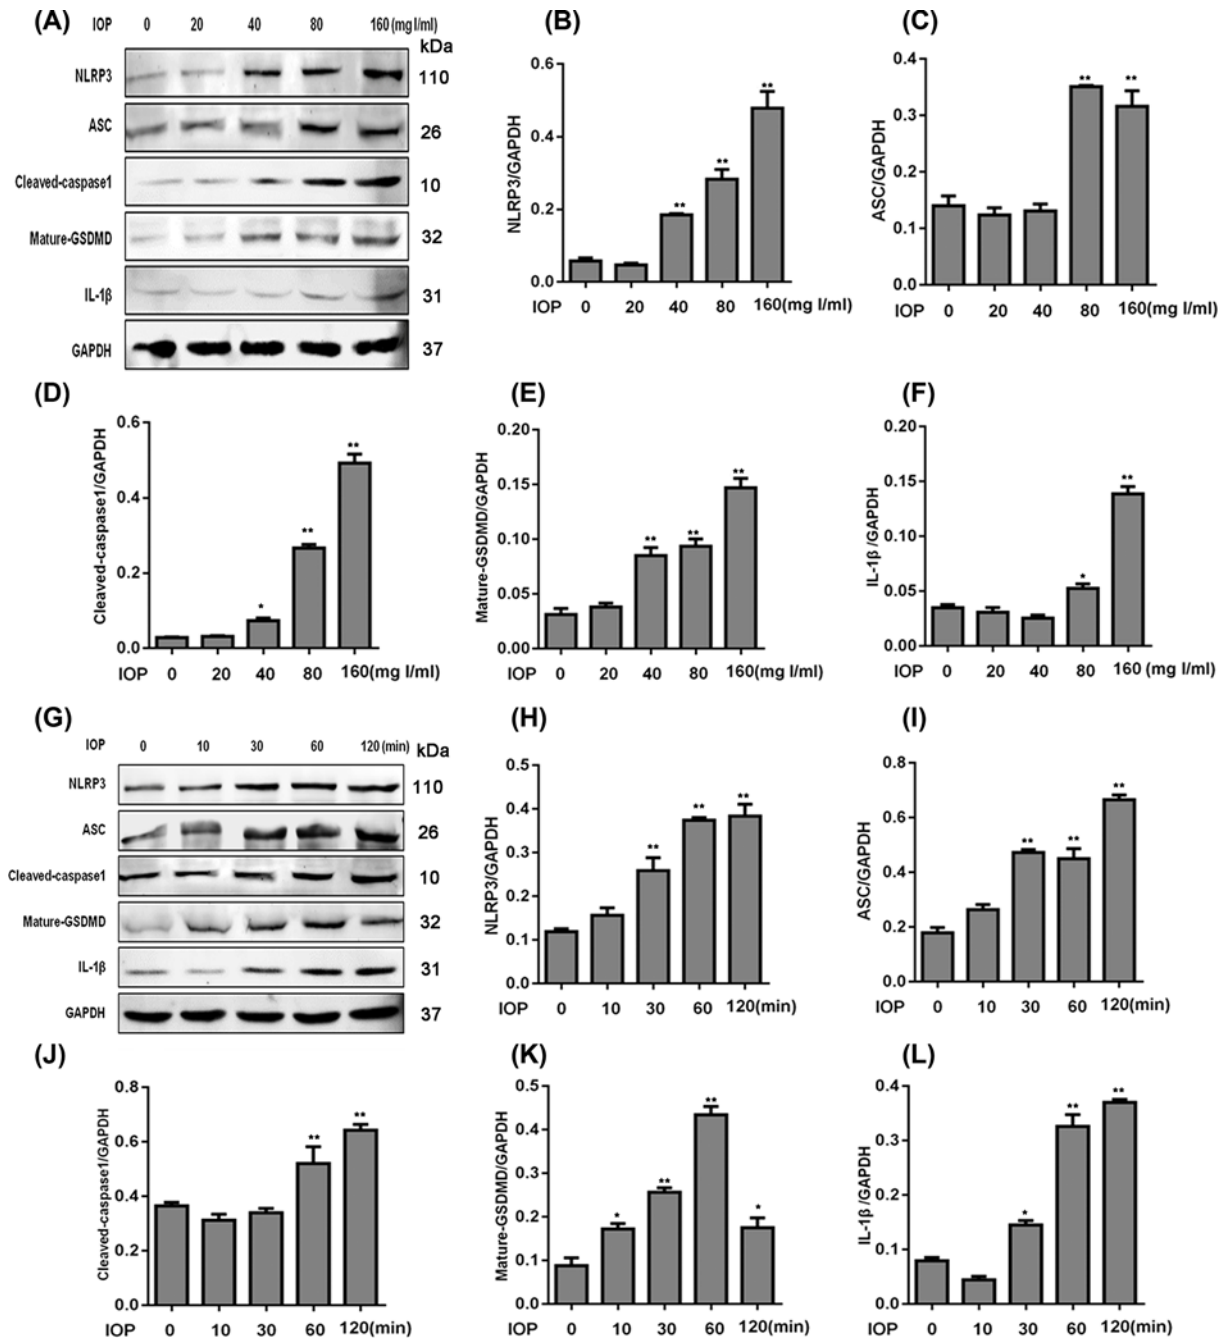 (A)
IOP 0 20 40 80 160(mg l/ml)
kDa
NLRP3 110
ASC 26
Cleaved-caspase1 10
Mature-GSDMD 32
IL-1β 31
GAPDH 37
(B)
NLRP3/GAPDH
0.6
0.4
0.2
0.0
** ** **
IOP 0 20 40 80 160(mg l/ml)
(C)
ASC/GAPDH
0.4
0.3
0.2
0.1
0.0
** **
IOP 0 20 40 80 160(mg l/ml)
(D)
Cleaved-caspase1/GAPDH
0.6
0.4
0.2
0.0
* ** **
IOP 0 20 40 80 160(mg l/ml)
(E)
Mature-GSDMD/GAPDH
0.20
0.15
0.10
0.05
0.00
** ** **
IOP 0 20 40 80 160(mg l/ml)
(F)
IL-1β /GAPDH
0.20
0.15
0.10
0.05
0.00
* **
IOP 0 20 40 80 160 (mg l/ml)
(G)
IOP 0 10 30 60 120 (min)
kDa
NLRP3 110
ASC 26
Cleaved-caspase1 10
Mature-GSDMD 32
IL-1β 31
GAPDH 37
(H)
NLRP3/GAPDH
0.5
0.4
0.3
0.2
0.1
0.0
** ** **
IOP 0 10 30 60 120(min)
(I)
ASC/GAPDH
0.8
0.6
0.4
0.2
0.0
** ** **
IOP 0 10 30 60 120(min)
(J)
Cleaved-caspase1/GAPDH
0.8
0.6
0.4
0.2
0.0
** **
IOP 0 10 30 60 120(min)
(K)
Mature-GSDMD/GAPDH
0.5
0.4
0.3
0.2
0.1
0.0
* ** ** *
IOP 0 10 30 60 120(min)
(L)
IL-1β /GAPDH
0.4
0.3
0.2
0.1
0.0
* ** **
IOP 0 10 30 60 120(min)